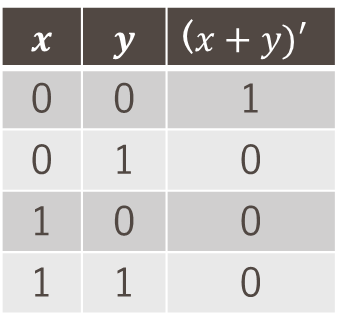 x y (x + y)′
0 0 1
0 1 0
1 0 0
1 1 0